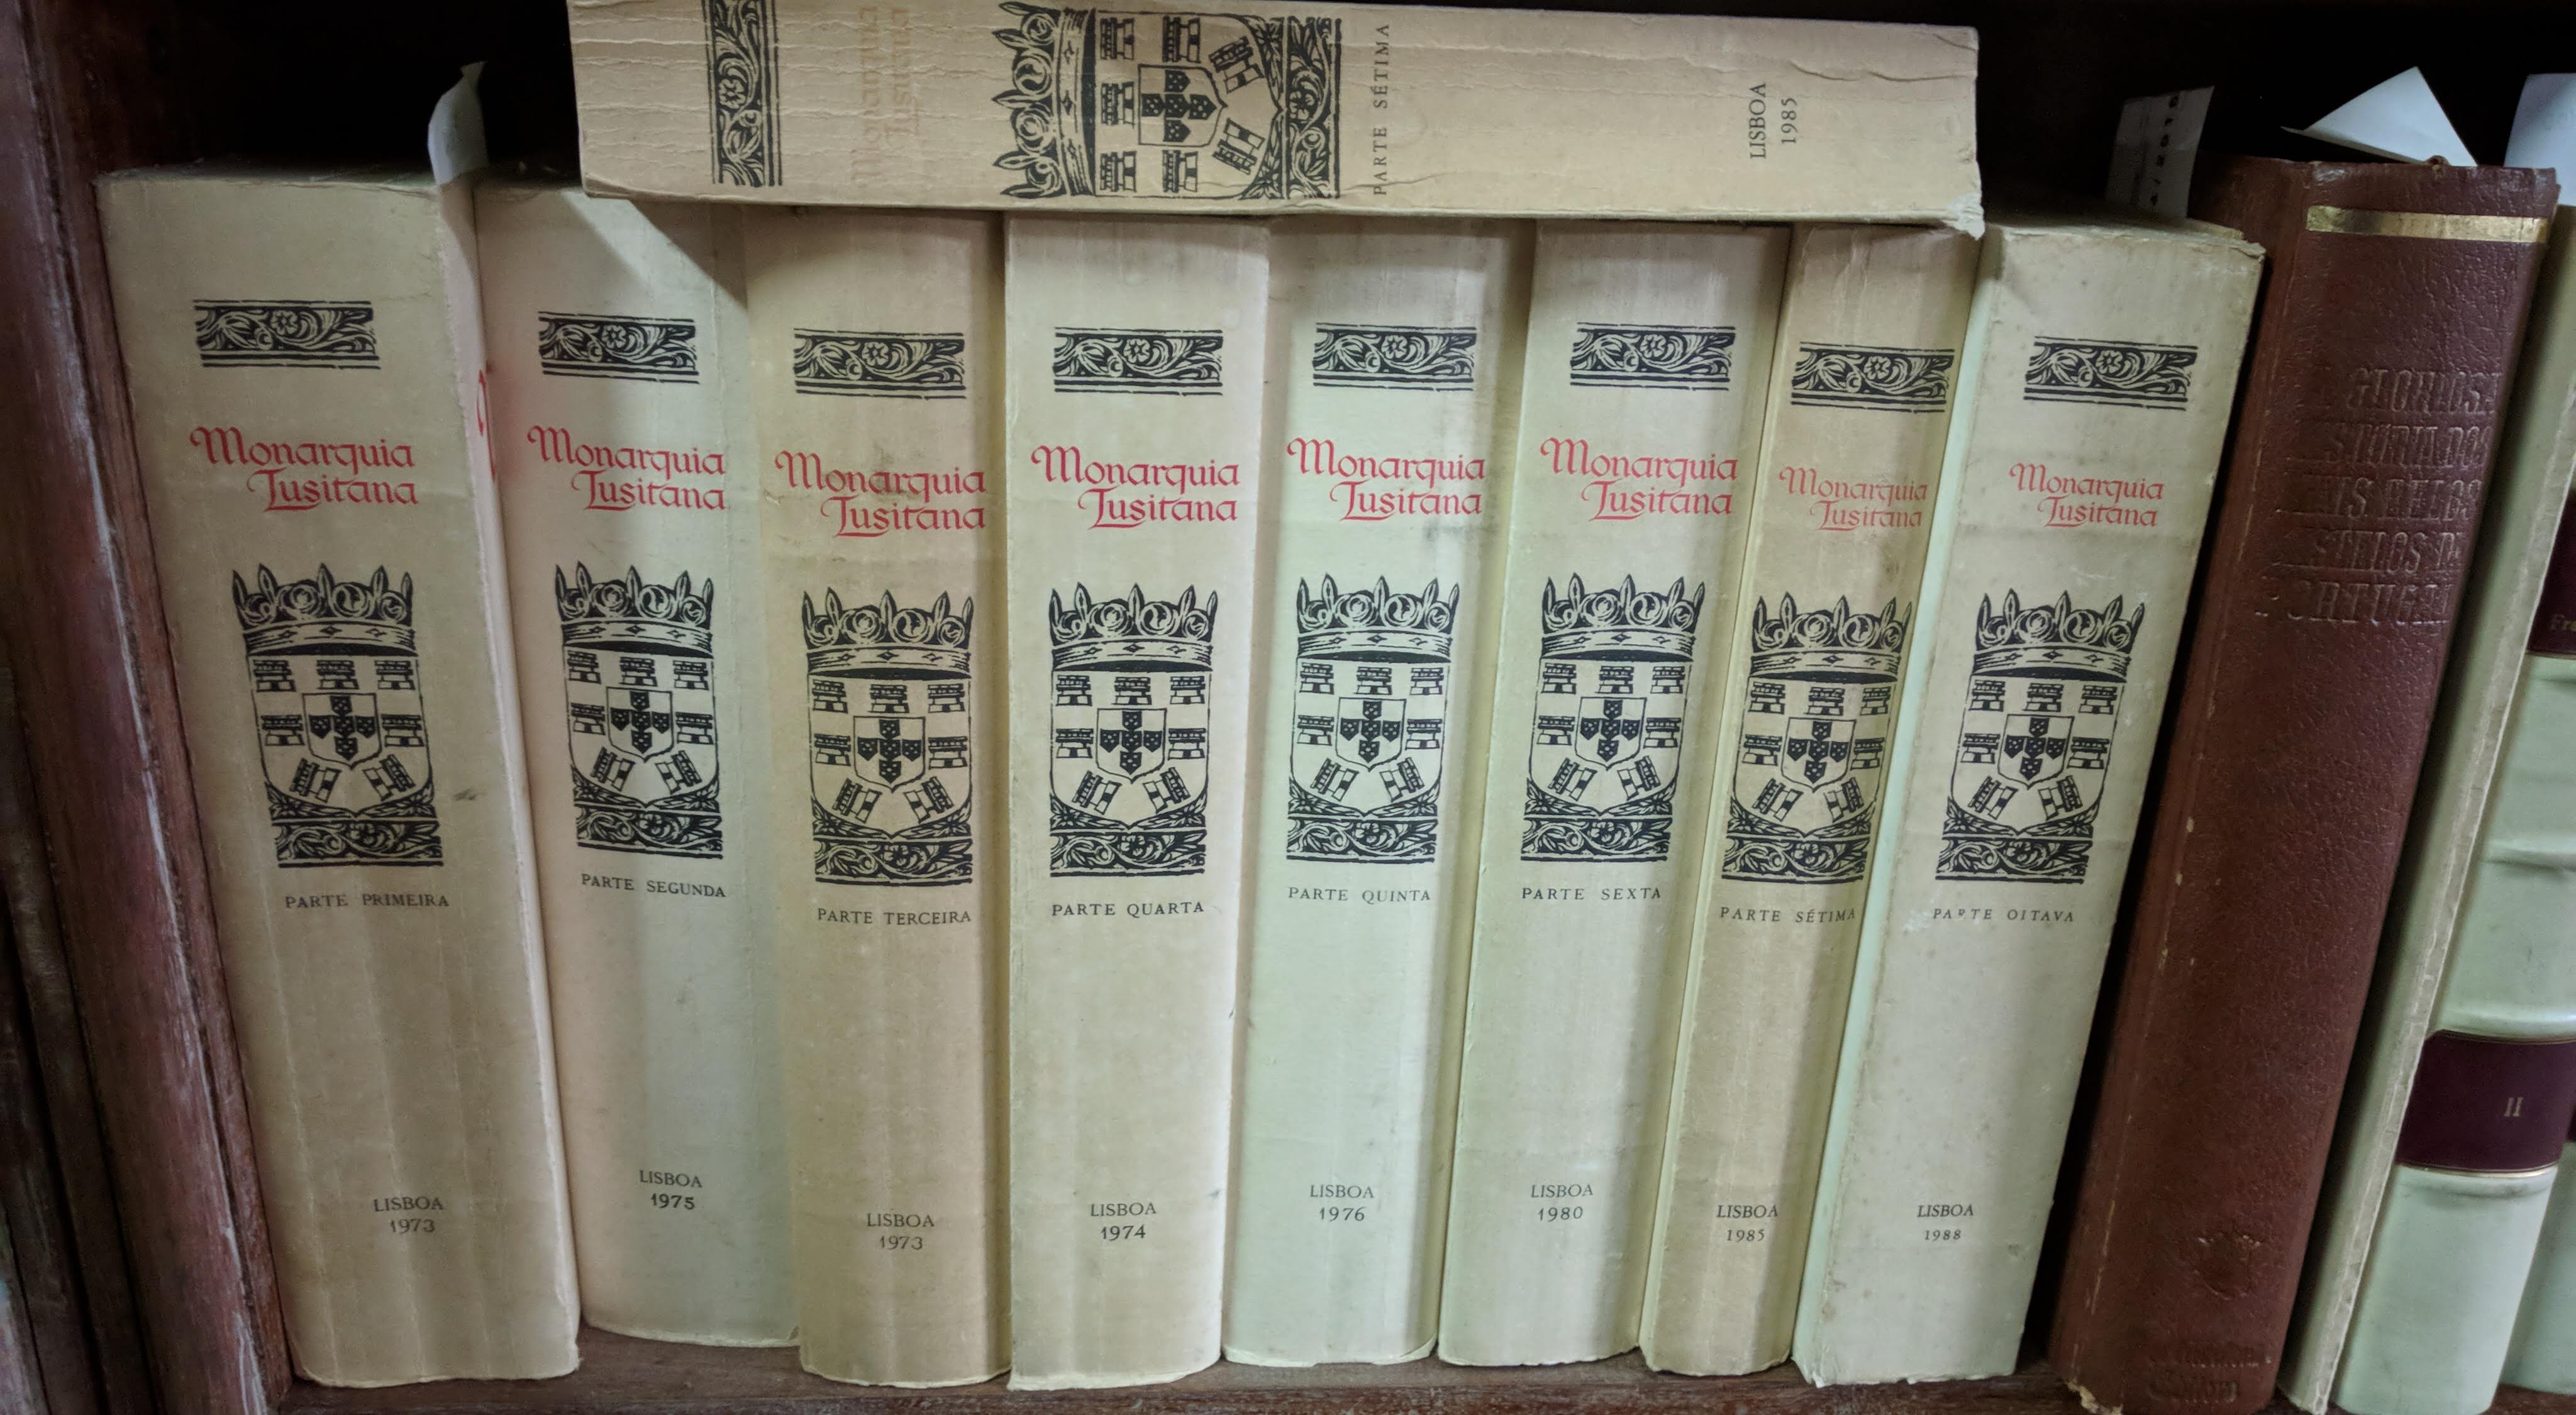 Monarquia
Lusitana
PARTE SÉTIMA
LISBOA
1985
Monarquia
Lusitana
PARTE PRIMEIRA
LISBOA
1973
Monarquia
Lusitana
PARTE SEGUNDA
LISBOA
1975
Monarquia
Lusitana
PARTE TERCEIRA
LISBOA
1973
Monarquia
Lusitana
PARTE QUARTA
LISBOA
1974
Monarquia
Lusitana
PARTE QUINTA
LISBOA
1976
Monarquia
Lusitana
PARTE SEXTA
LISBOA
1980
Monarquia
Lusitana
PARTE SÉTIMA
LISBOA
1985
Monarquia
Lusitana
PARTE OITAVA
LISBOA
1988
II